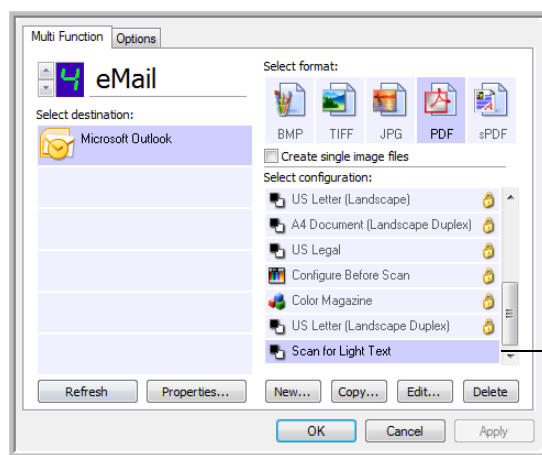 Multi Function
Options
4
eMail
Select destination:
Microsoft Outlook
Select format:
BMP TIFF JPG PDF sPDF
Create single image files
Select configuration:
US Letter (Landscape)
A4 Document (Landscape Duplex)
US Legal
Configure Before Scan
Color Magazine
US Letter (Landscape Duplex)
Scan for Light Text
Refresh Properties... New... Copy... Edit... Delete
OK Cancel Apply